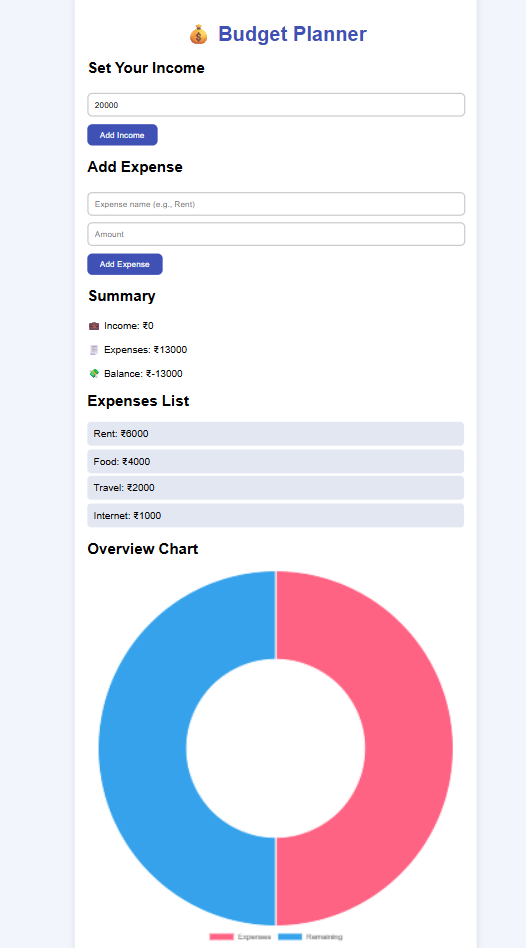 💰 Budget Planner
Set Your Income
20000
Add Income
Add Expense
Expense name (e.g., Rent)
Amount
Add Expense
Summary
💼 Income: ₹0
🧾 Expenses: ₹13000
💸 Balance: ₹-13000
Expenses List
Rent: ₹6000
Food: ₹4000
Travel: ₹2000
Internet: ₹1000
Overview Chart
Expenses Remaining